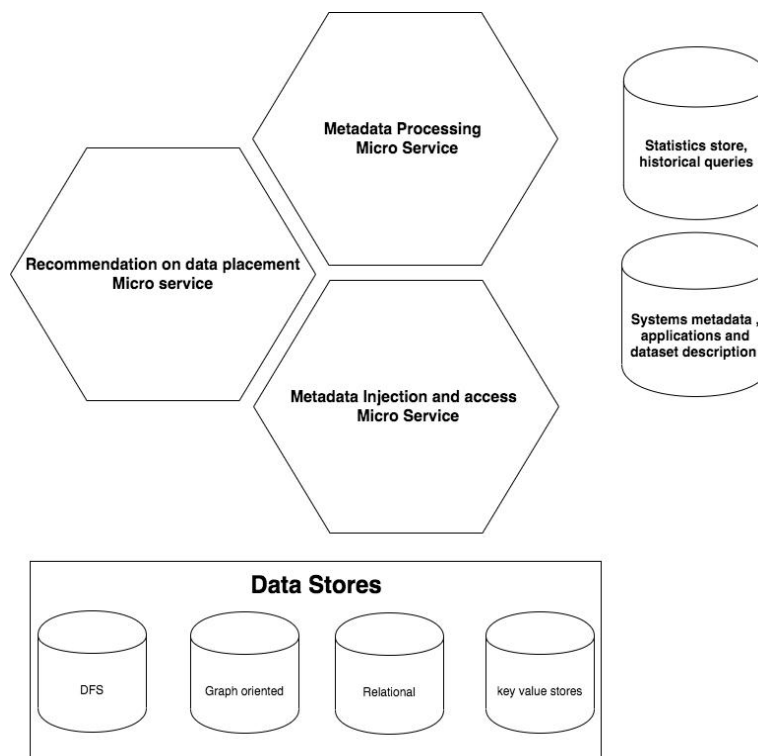 Metadata Processing
Micro Service
Statistics store,
historical queries
Recommendation on data placement
Micro service
Systems metadata ,
applications and
dataset description
Metadata Injection and access
Micro Service
Data Stores
DFS
Graph oriented
Relational
key value stores